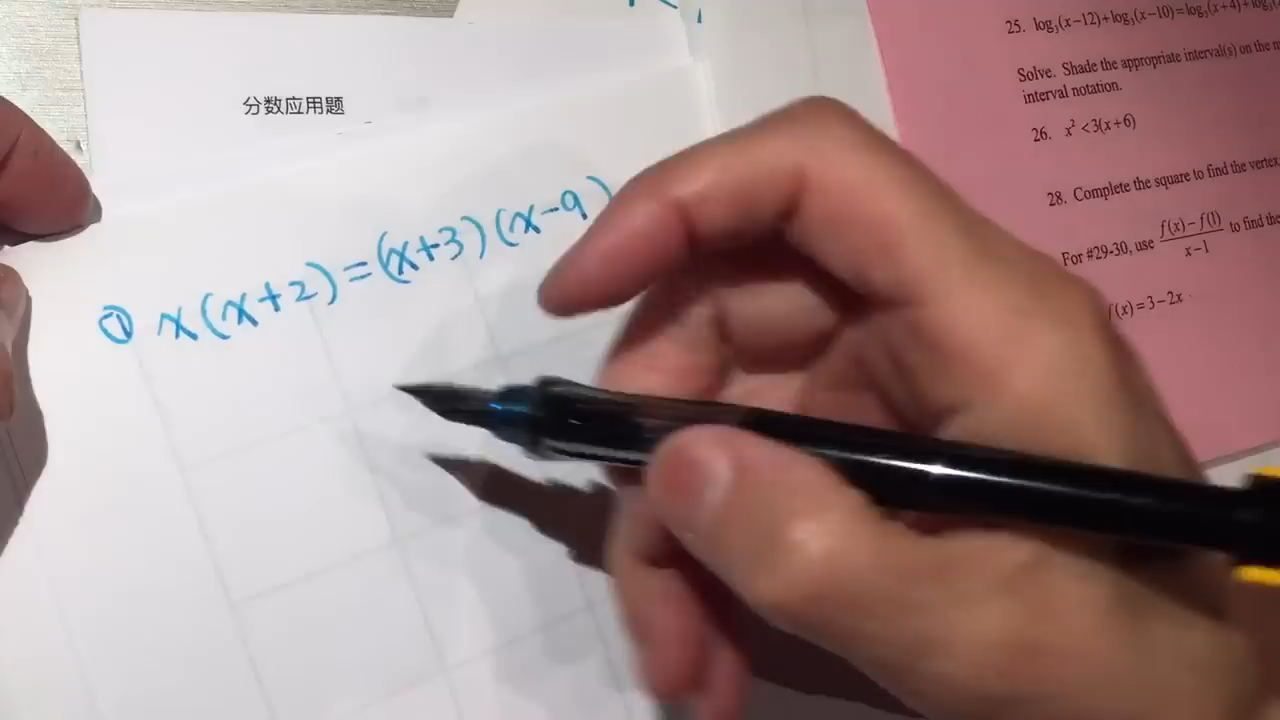 分数应用题
① x(x+2)=(x+3)(x-9)
25. log₃(x-12)+log₃(x-10)=log₃(x+4)+log₃(
Solve. Shade the appropriate interval(s) on the
interval notation.
26. x² <3(x+6)
28. Complete the square to find the vertex
For #29-30, use (f(x)-f(1))/(x-1) to find the
f(x)=3-2x